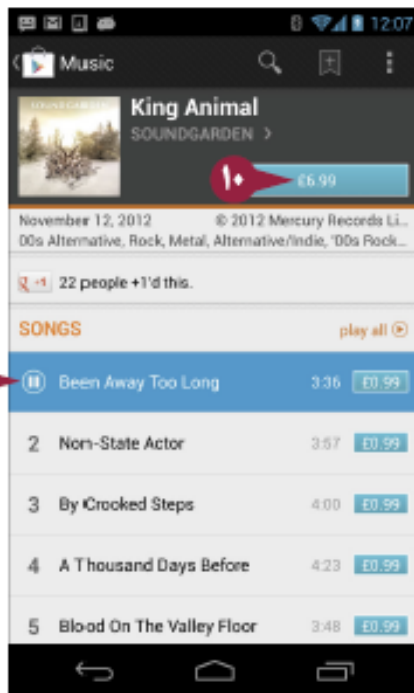 12:07
Music
King Animal
SOUNDGARDEN >
١٠ £6.99
November 12, 2012 © 2012 Mercury Records Li...
00s Alternative, Rock, Metal, Alternative/Indie, '00s Rock...
+1 22 people +1'd this.
SONGS play all
Been Away Too Long 3:36 £0.99
2 Non-State Actor 3:57 £0.99
3 By Crooked Steps 4:00 £0.99
4 A Thousand Days Before 4:23 £0.99
5 Blood On The Valley Floor 3:48 £0.99